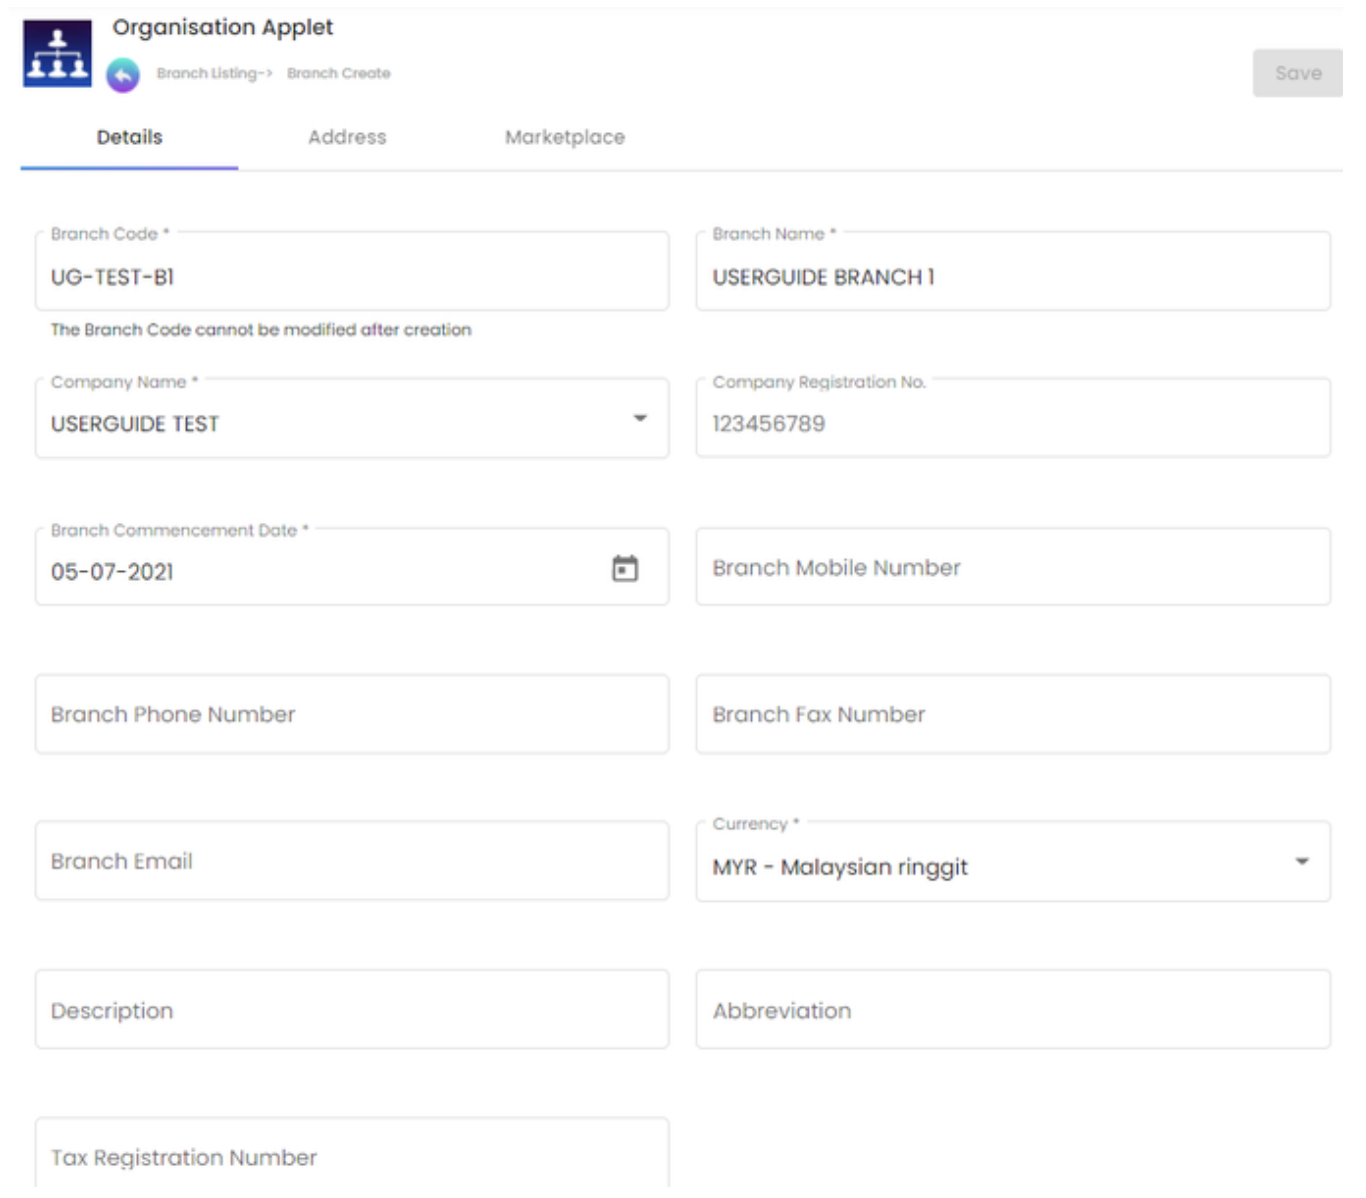 Organisation Applet
Branch Listing-> Branch Create
Save
Details Address Marketplace
Branch Code * Branch Name *
UG-TEST-B1 USERGUIDE BRANCH 1
The Branch Code cannot be modified after creation
Company Name * Company Registration No.
USERGUIDE TEST 123456789
Branch Commencement Date *
05-07-2021 Branch Mobile Number
Branch Phone Number Branch Fax Number
Currency *
Branch Email MYR - Malaysian ringgit
Description Abbreviation
Tax Registration Number